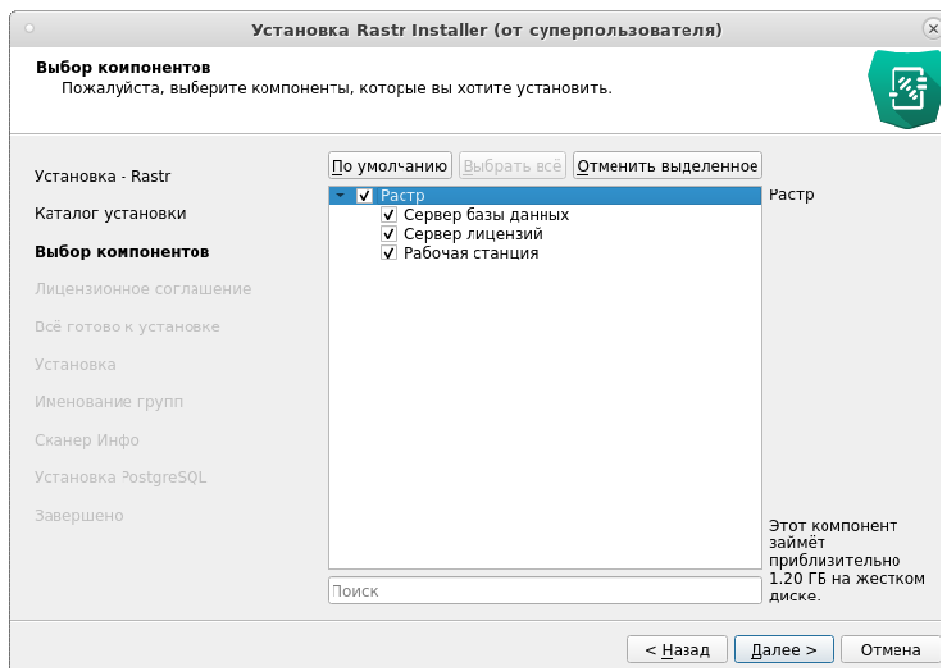 Установка Rastr Installer (от суперпользователя)
Выбор компонентов
Пожалуйста, выберите компоненты, которые вы хотите установить.
Установка - Rastr
Каталог установки
Выбор компонентов
Лицензионное соглашение
Всё готово к установке
Установка
Именование групп
Сканер Инфо
Установка PostgreSQL
Завершено
По умолчанию
Выбрать всё
Отменить выделенное
Растр
Сервер базы данных
Сервер лицензий
Рабочая станция
Поиск
Растр
Этот компонент
займёт
приблизительно
1.20 ГБ на жестком
диске.
< Назад
Далее >
Отмена